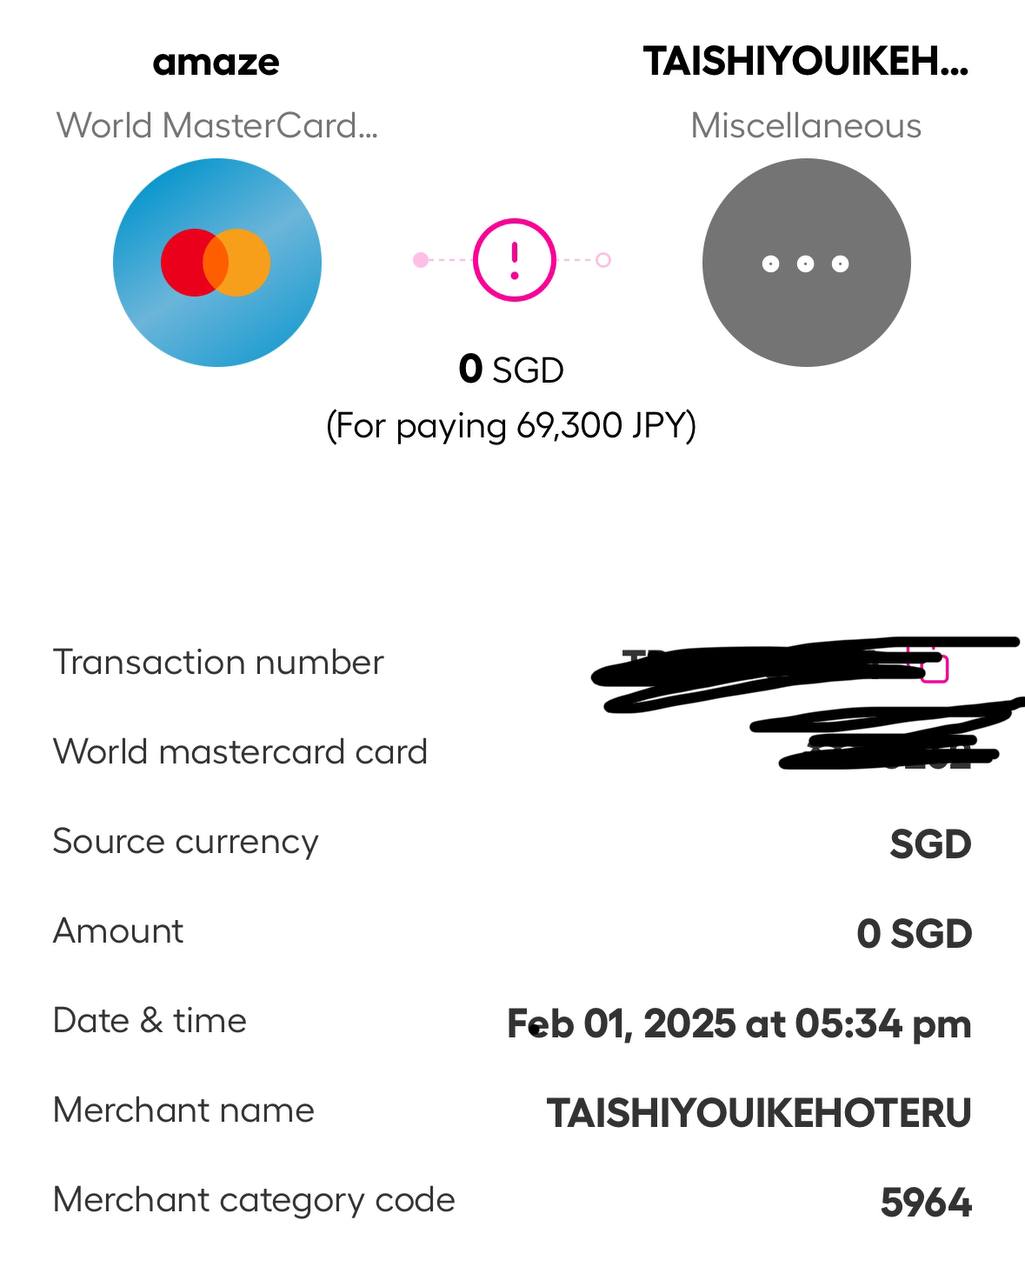 amaze
TAISHIYOUIKEH...
World MasterCard...
Miscellaneous
0 SGD
(For paying 69,300 JPY)
Transaction number
World mastercard card
Source currency
SGD
Amount
0 SGD
Date & time
Feb 01, 2025 at 05:34 pm
Merchant name
TAISHIYOUIKEHOTERU
Merchant category code
5964